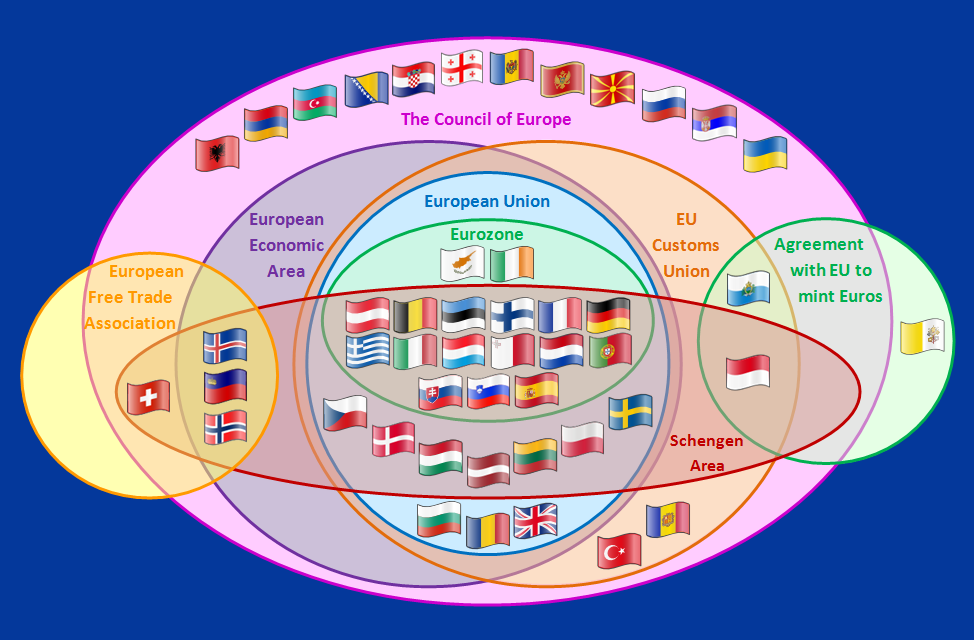 The Council of Europe
European Union
Eurozone
European
Economic
Area
EU
Customs
Union
Agreement
with EU to
mint Euros
European
Free Trade
Association
Schengen
Area